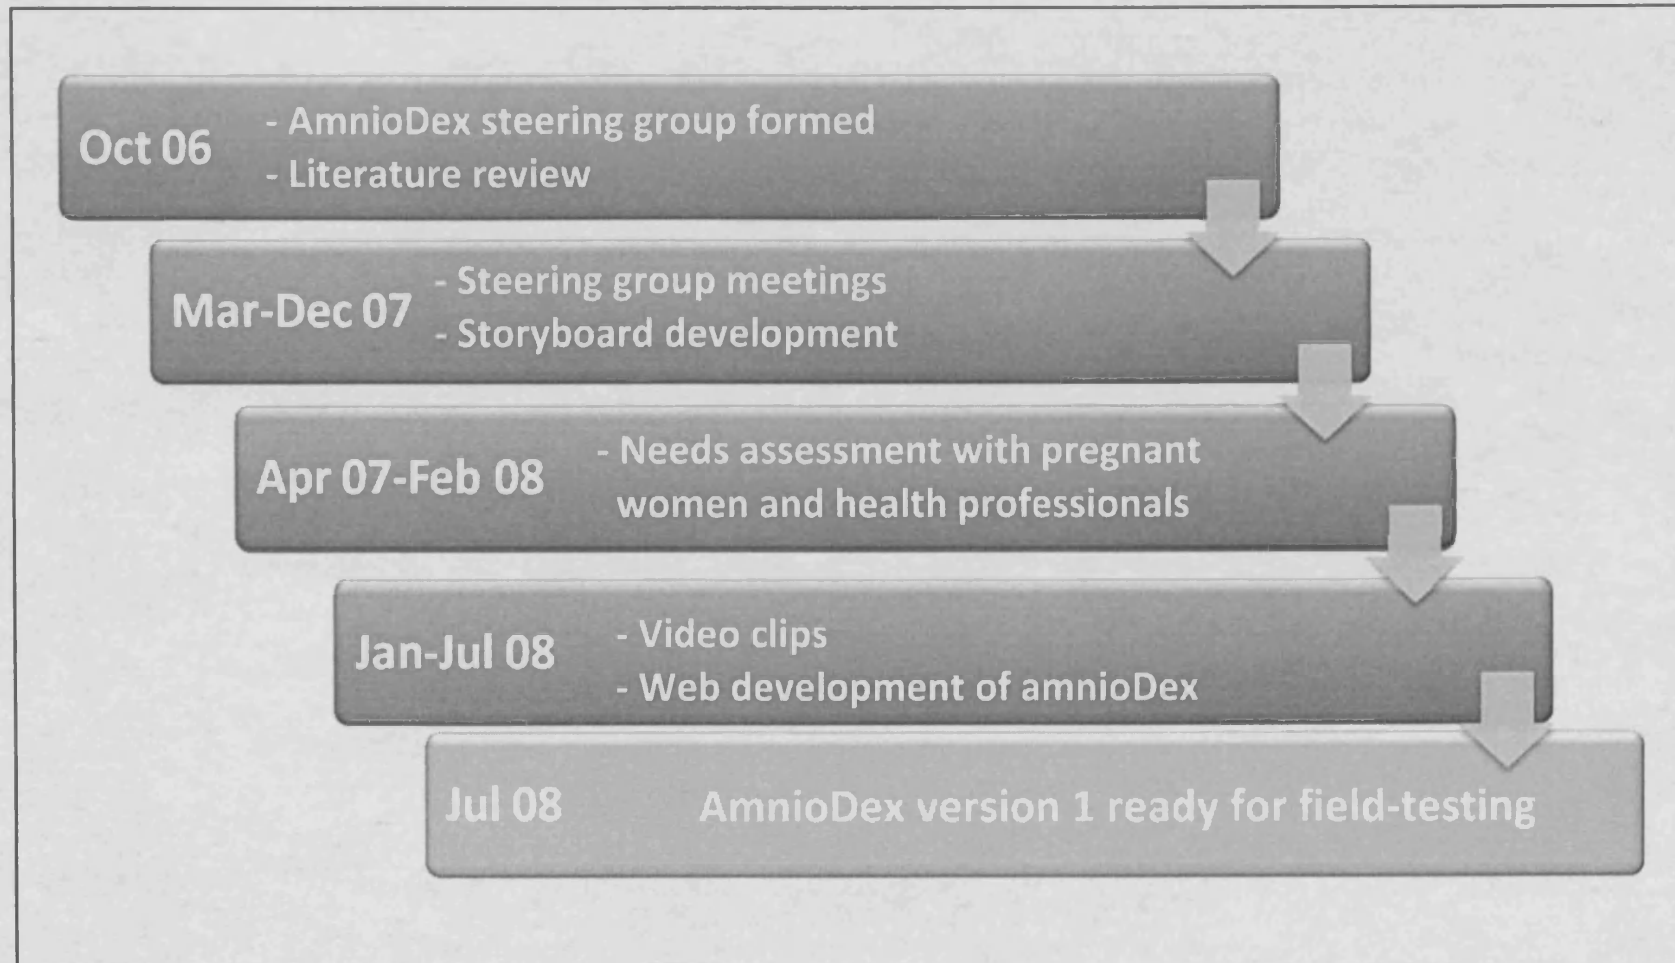 Oct 06
- AmnioDex steering group formed
- Literature review
Mar-Dec 07
- Steering group meetings
- Storyboard development
Apr 07-Feb 08
- Needs assessment with pregnant
women and health professionals
Jan-Jul 08
- Video clips
- Web development of amnioDex
Jul 08
AmnioDex version 1 ready for field-testing